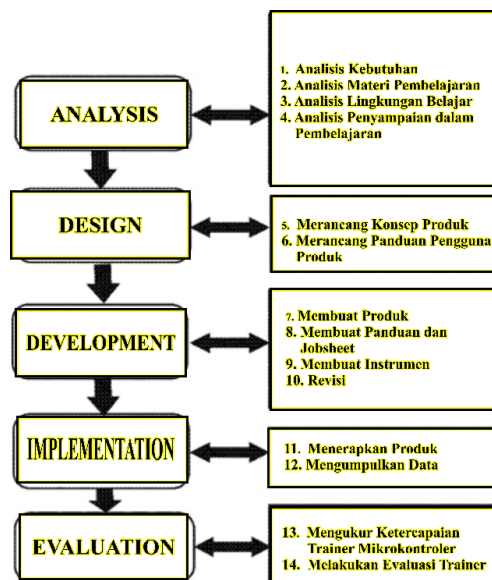 ANALYSIS
1. Analisis Kebutuhan
2. Analisis Materi Pembelajaran
3. Analisis Lingkungan Belajar
4. Analisis Penyampaian dalam
Pembelajaran
DESIGN
5. Merancang Konsep Produk
6. Merancang Panduan Pengguna
Produk
DEVELOPMENT
7. Membuat Produk
8. Membuat Panduan dan
Jobsheet
9. Membuat Instrumen
10. Revisi
IMPLEMENTATION
11. Menerapkan Produk
12. Mengumpulkan Data
EVALUATION
13. Mengukur Ketercapaian
Trainer Mikrokontroler
14. Melakukan Evaluasi Trainer